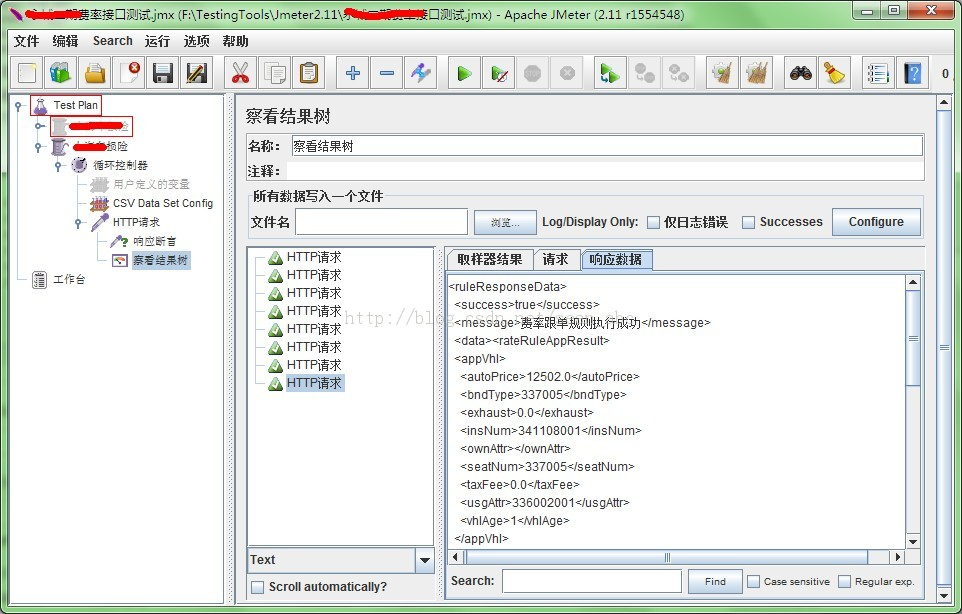 期费率接口测试.jmx (F:\TestingTools\Jmeter2.11\ 期费率接口测试.jmx) - Apache JMeter (2.11 r1554548)
文件 编辑 Search 运行 选项 帮助
0
Test Plan
损险
循环控制器
用户定义的变量
CSV Data Set Config
HTTP请求
响应断言
察看结果树
工作台
察看结果树
名称: 察看结果树
注释:
所有数据写入一个文件
文件名 浏览... Log/Display Only: 仅日志错误 Successes Configure
HTTP请求
HTTP请求
HTTP请求
HTTP请求
HTTP请求
HTTP请求
HTTP请求
HTTP请求
Text
Scroll automatically?
取样器结果 请求 响应数据
<ruleResponseData>
<success>true</success>
<message>费率跟单规则执行成功</message>
<data><rateRuleAppResult>
<appVhl>
<autoPrice>12502.0</autoPrice>
<bndType>337005</bndType>
<exhaust>0.0</exhaust>
<insNum>341108001</insNum>
<ownAttr></ownAttr>
<seatNum>337005</seatNum>
<taxFee>0.0</taxFee>
<usgAttr>336002001</usgAttr>
<vhlAge>1</vhlAge>
</appVhl>
Search: Find Case sensitive Regular exp.